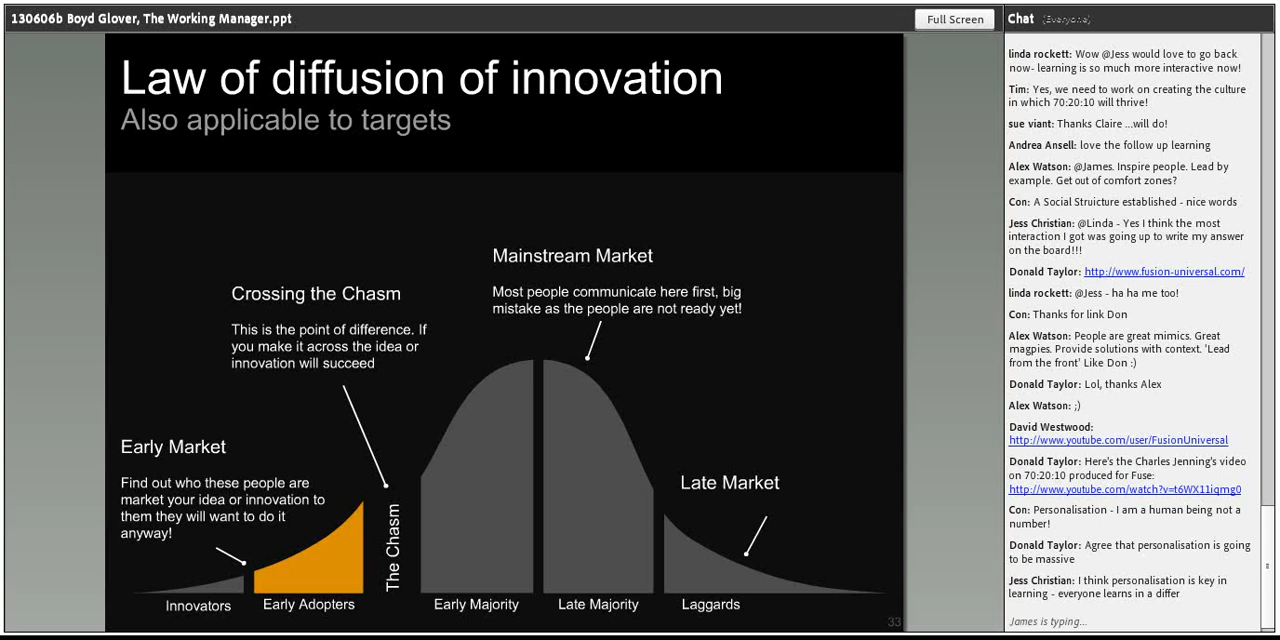 130606b Boyd Glover, The Working Manager.ppt
Full Screen
Law of diffusion of innovation
Also applicable to targets
Mainstream Market
Most people communicate here first, big
mistake as the people are not ready yet!
Crossing the Chasm
This is the point of difference. If
you make it across the idea or
innovation will succeed
Early Market
Find out who these people are
market your idea or innovation to
them they will want to do it
anyway!
Late Market
The Chasm
Innovators
Early Adopters
Early Majority
Late Majority
Laggards
33
Chat (Everyone)
linda rockett: Wow @Jess would love to go back
now- learning is so much more interactive now!
Tim: Yes, we need to work on creating the culture
in which 70:20:10 will thrive!
sue viant: Thanks Claire ...will do!
Andrea Ansell: love the follow up learning
Alex Watson: @James. Inspire people. Lead by
example. Get out of comfort zones?
Con: A Social Struicture established - nice words
Jess Christian: @Linda - Yes I think the most
interaction I got was going up to write my answer
on the board!!!
Donald Taylor: http://www.fusion-universal.com/
linda rockett: @Jess - ha ha me too!
Con: Thanks for link Don
Alex Watson: People are great mimics. Great
magpies. Provide solutions with context. 'Lead
from the front' Like Don :)
Donald Taylor: Lol, thanks Alex
Alex Watson: ;)
David Westwood:
http://www.youtube.com/user/FusionUniversal
Donald Taylor: Here's the Charles Jenning's video
on 70:20:10 produced for Fuse:
http://www.youtube.com/watch?v=t6WX11iqmg0
Con: Personalisation - I am a human being not a
number!
Donald Taylor: Agree that personalisation is going
to be massive
Jess Christian: I think personalisation is key in
learning - everyone learns in a differ
James is typing...